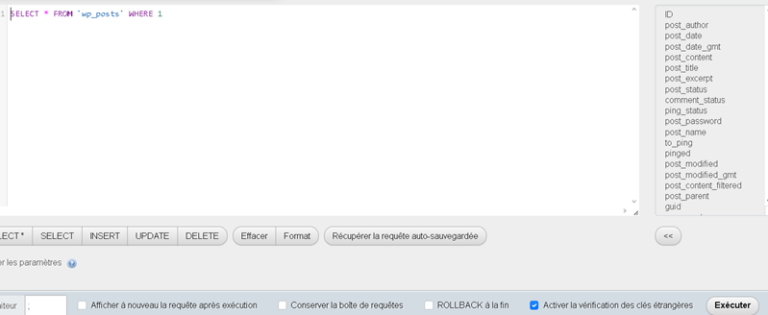 1 SELECT * FROM `wp_posts` WHERE 1
ID
post_author
post_date
post_date_gmt
post_content
post_title
post_excerpt
post_status
comment_status
ping_status
post_password
post_name
to_ping
pinged
post_modified
post_modified_gmt
post_content_filtered
post_parent
guid
LECT * SELECT INSERT UPDATE DELETE Effacer Format Récupérer la requête auto-sauvegardée <<
er les paramètres
iteur ; Afficher à nouveau la requête après exécution Conserver la boîte de requêtes ROLLBACK à la fin Activer la vérification des clés étrangères Exécuter